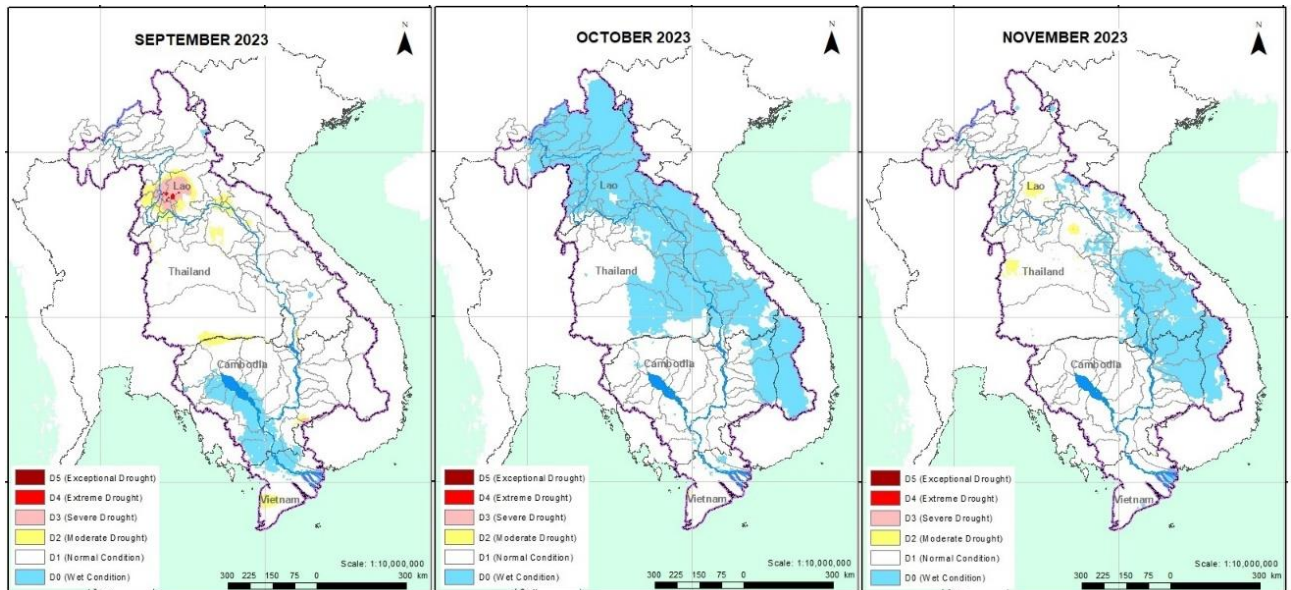 SEPTEMBER 2023
N
Lao
Thailand
Cambodia
Vietnam
D5 (Exceptional Drought)
D4 (Extreme Drought)
D3 (Severe Drought)
D2 (Moderate Drought)
D1 (Normal Condition)
D0 (Wet Condition)
Scale: 1:10,000,000
300 225 150 75 0 300 km
OCTOBER 2023
N
Lao
Thailand
Cambodia
Vietnam
D5 (Exceptional Drought)
D4 (Extreme Drought)
D3 (Severe Drought)
D2 (Moderate Drought)
D1 (Normal Condition)
D0 (Wet Condition)
Scale: 1:10,000,000
300 225 150 75 0 300 km
NOVEMBER 2023
N
Lao
Thailand
Cambodia
Vietnam
D5 (Exceptional Drought)
D4 (Extreme Drought)
D3 (Severe Drought)
D2 (Moderate Drought)
D1 (Normal Condition)
D0 (Wet Condition)
Scale: 1:10,000,000
300 225 150 75 0 300 km